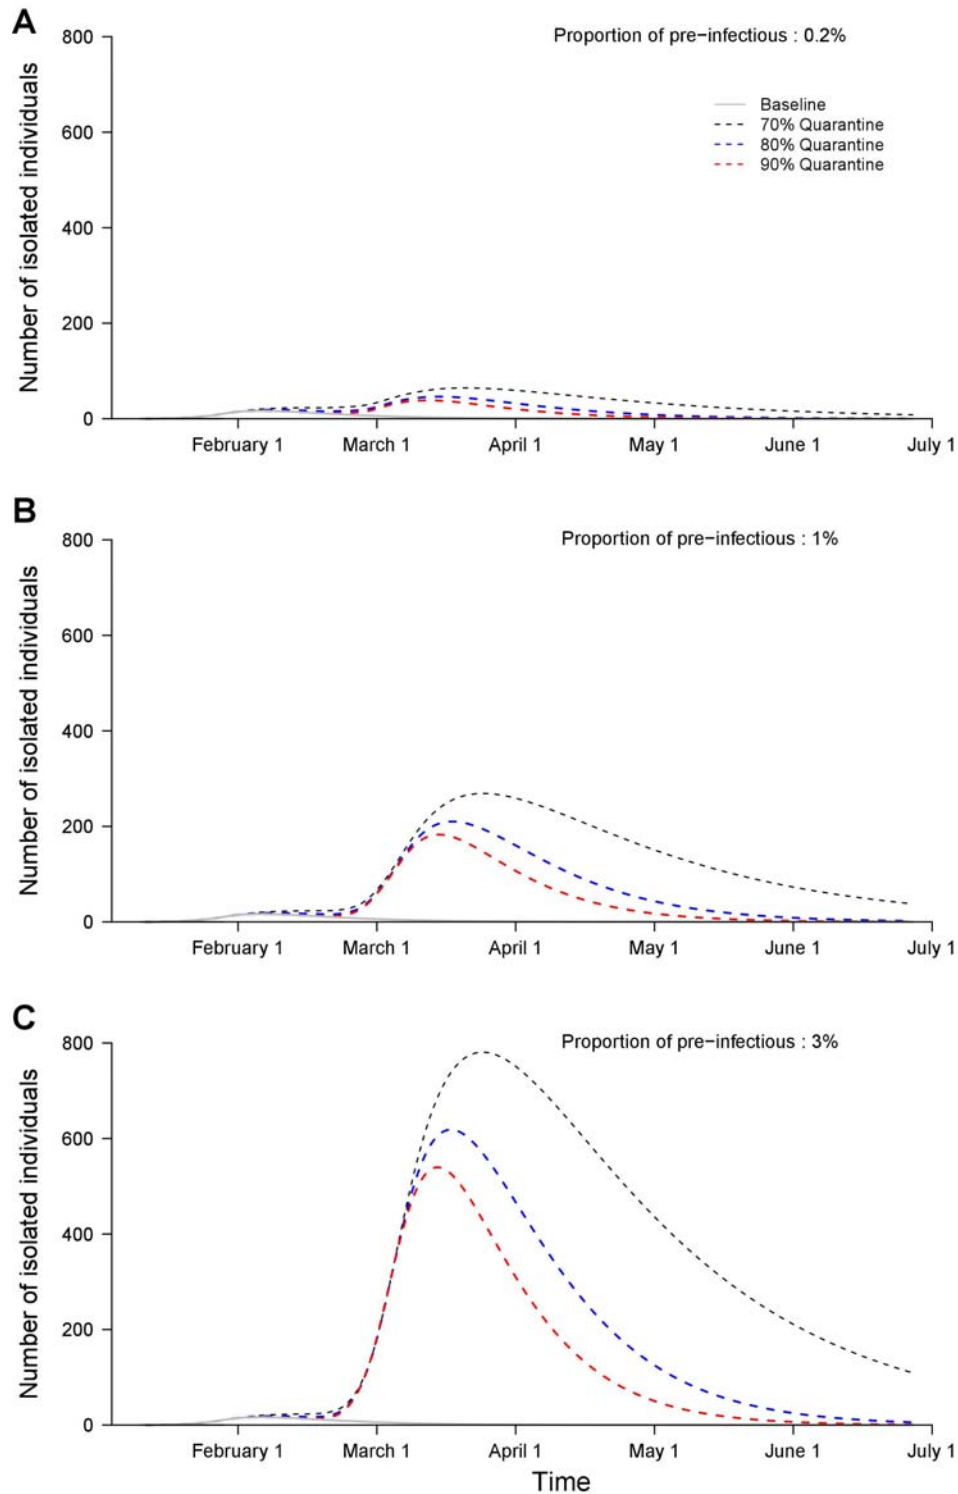 A
Proportion of pre−infectious : 0.2%
Number of isolated individuals
800
600
400
200
0
Baseline
70% Quarantine
80% Quarantine
90% Quarantine
February 1 March 1 April 1 May 1 June 1 July 1
B
Proportion of pre−infectious : 1%
Number of isolated individuals
800
600
400
200
0
February 1 March 1 April 1 May 1 June 1 July 1
C
Proportion of pre−infectious : 3%
Number of isolated individuals
800
600
400
200
0
February 1 March 1 April 1 May 1 June 1 July 1
Time